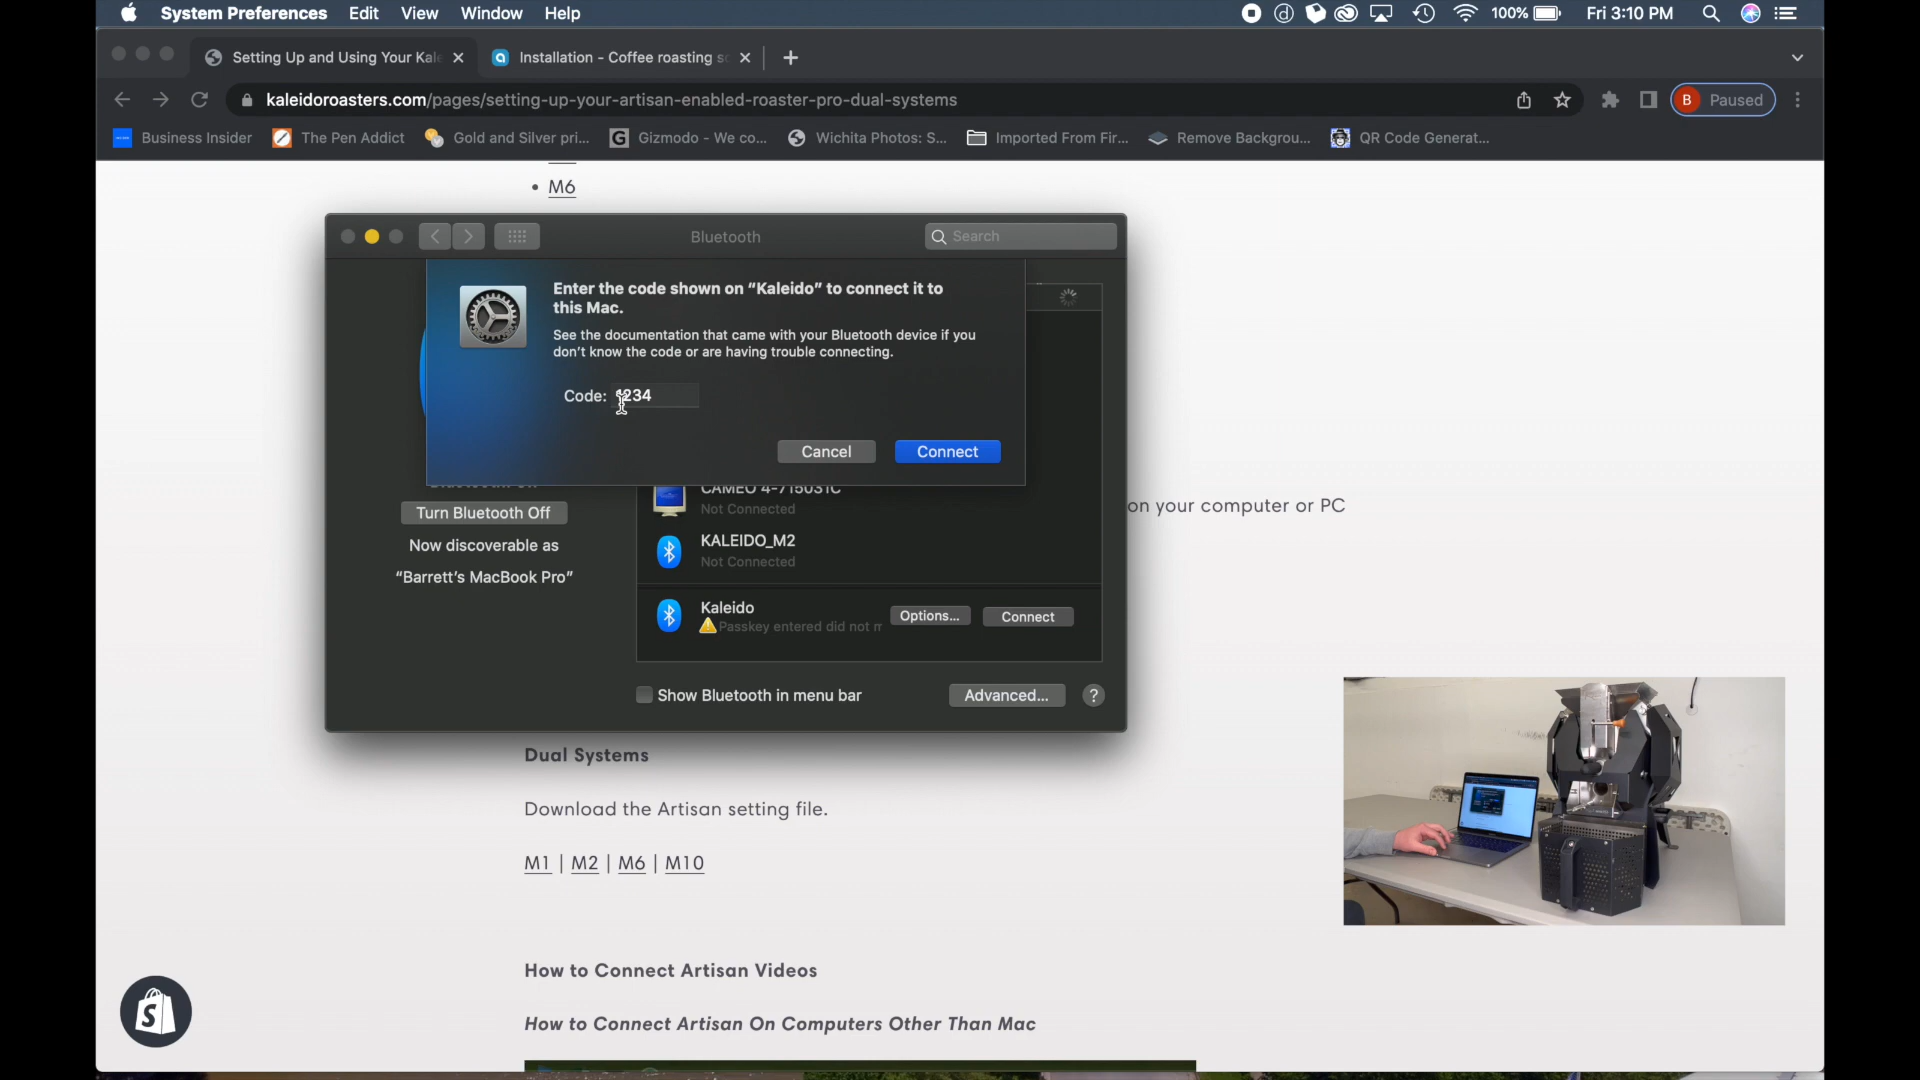 System Preferences Edit View Window Help
100% Fri 3:10 PM
Setting Up and Using Your Kale
Installation - Coffee roasting s
kaleidoroasters.com/pages/setting-up-your-artisan-enabled-roaster-pro-dual-systems
B Paused
Business Insider The Pen Addict Gold and Silver pri... Gizmodo - We co... Wichita Photos: S... Imported From Fir... Remove Backgrou... QR Code Generat...
• M6
Bluetooth
Search
Enter the code shown on “Kaleido” to connect it to
this Mac.
See the documentation that came with your Bluetooth device if you
don’t know the code or are having trouble connecting.
Code: 1234
Cancel Connect
Turn Bluetooth Off
Now discoverable as
“Barrett’s MacBook Pro”
CAMEO 4-715031C
Not Connected
KALEIDO_M2
Not Connected
Kaleido
Passkey entered did not m
Options... Connect
Show Bluetooth in menu bar
Advanced... ?
on your computer or PC
Dual Systems
Download the Artisan setting file.
M1 | M2 | M6 | M10
How to Connect Artisan Videos
How to Connect Artisan On Computers Other Than Mac